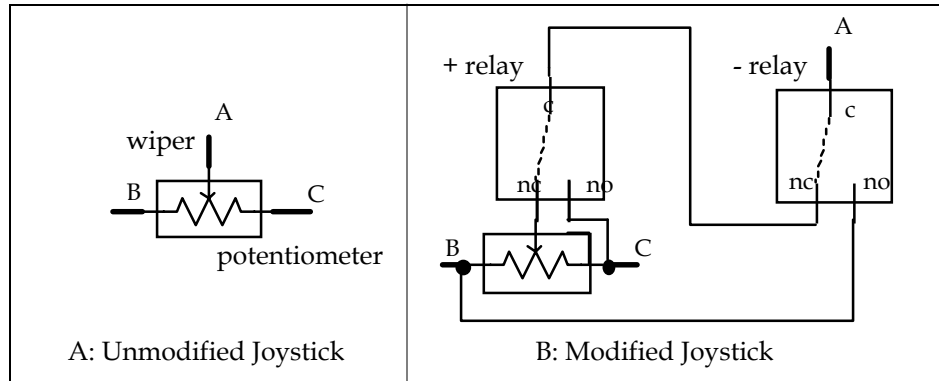 A
wiper
B
C
potentiometer
A: Unmodified Joystick
+ relay
c
nc
no
B
C
- relay
A
c
nc
no
B: Modified Joystick